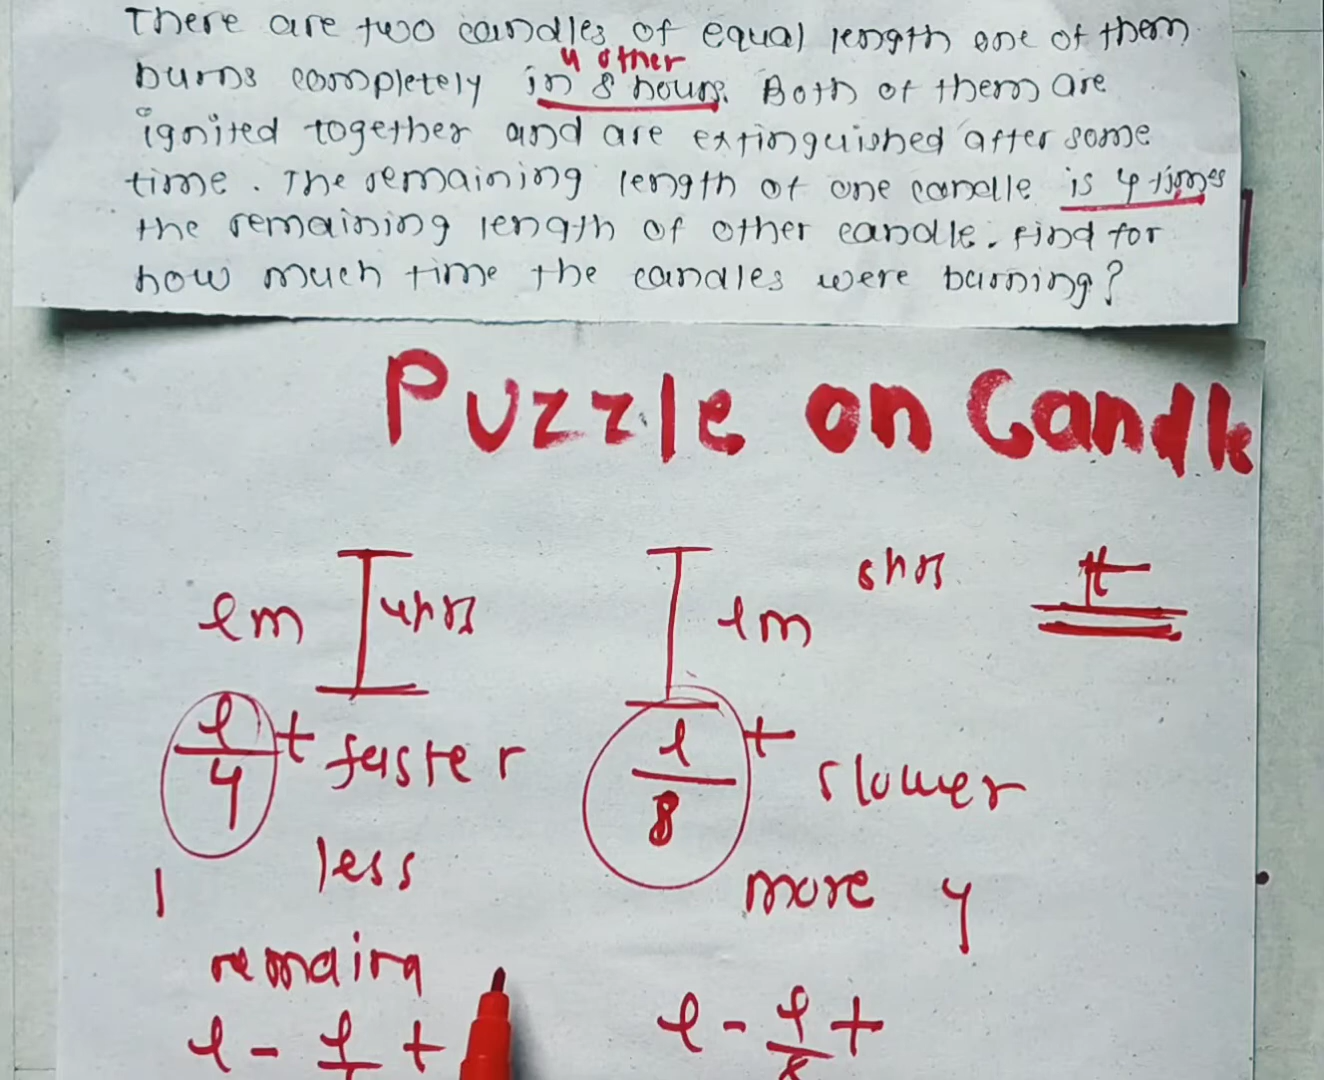 There are two candles of equal length one of them
4 other
burns completely in 8 hours. Both of them are
ignited together and are extinguished after some
time. The remaining length of one candle is 4 times
the remaining length of other candle. Find for
how much time the candles were burning?
Puzzle on Candle
lm 4hrs lm 8hrs t
l/4 t faster l/8 t slower
less more 4
1
remaing
l - l/ t l - l/8 t